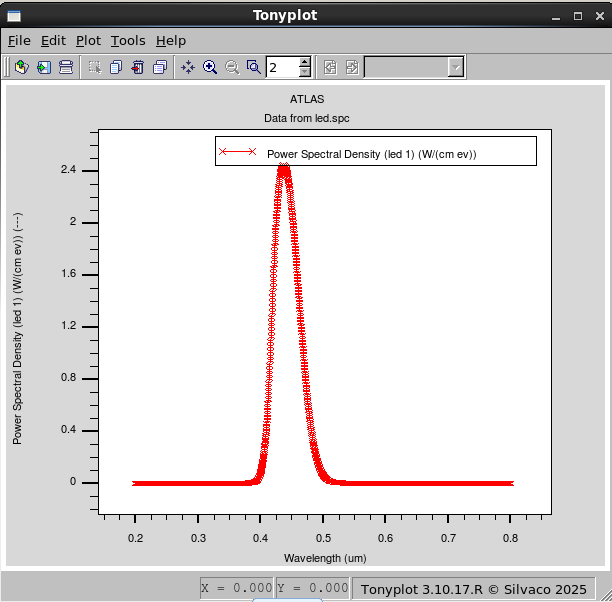 Tonyplot
File Edit Plot Tools Help
2
ATLAS
Data from led.spc
Power Spectral Density (led 1) (W/(cm ev))
Power Spectral Density (led 1) (W/(cm ev)) (---)
2.4
2
1.6
1.2
0.8
0.4
0
0.2 0.3 0.4 0.5 0.6 0.7 0.8
Wavelength (um)
X = 0.000 Y = 0.000 Tonyplot 3.10.17.R © Silvaco 2025